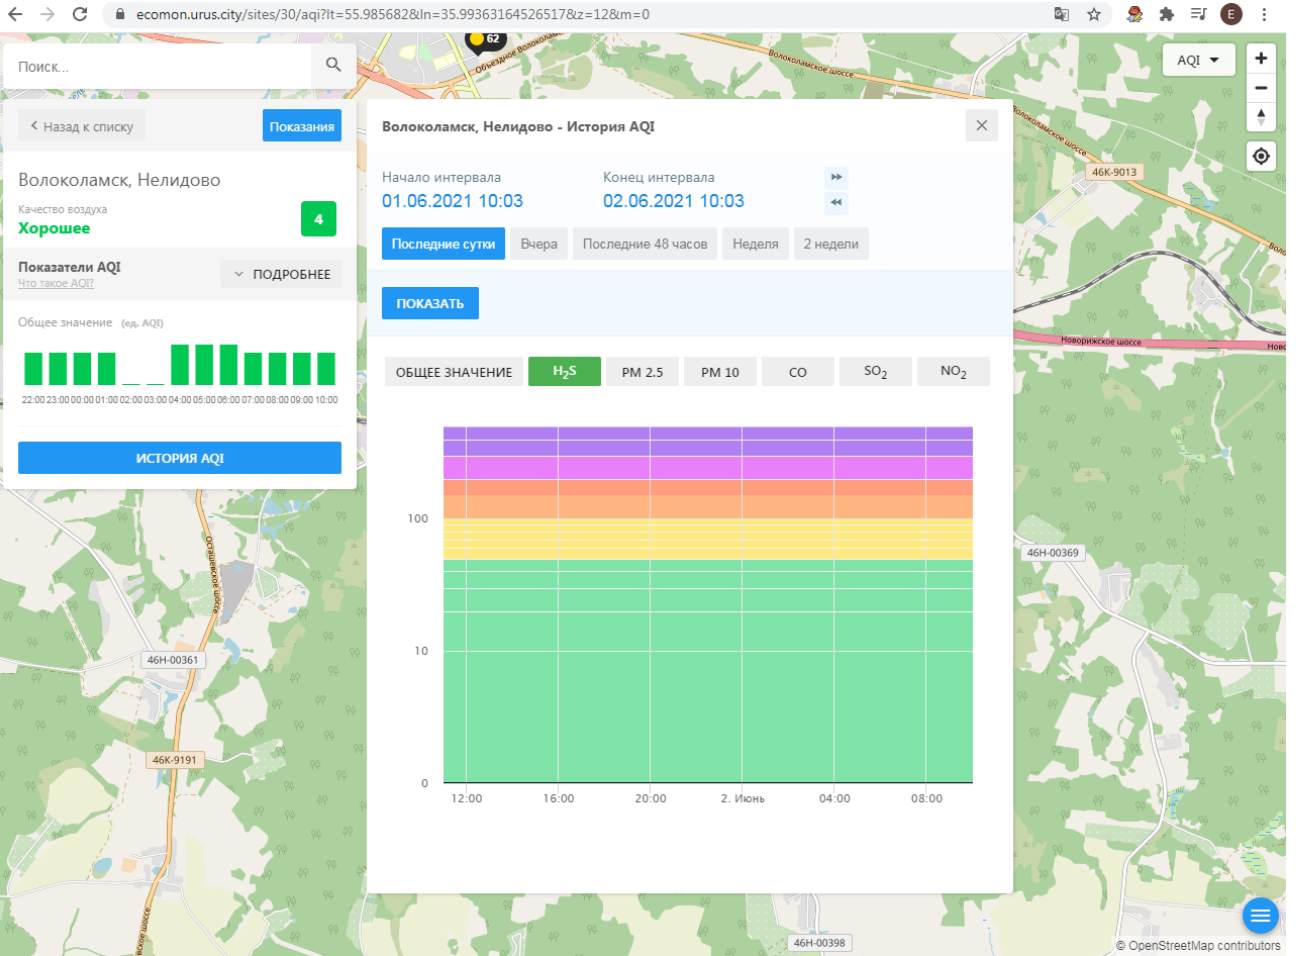 ecomon.urus.city/sites/30/aqi?lt=55.985682&ln=35.99363164526517&z=12&m=0
E
62
Объездное Волоколам
Волоколамское шоссе
Поиск...
AQI
Назад к списку
Показания
Волоколамск, Нелидово - История AQI
Волоколамск, Нелидово
Начало интервала
Конец интервала
01.06.2021 10:03
02.06.2021 10:03
Качество воздуха
Хорошее
4
Последние сутки
Вчера
Последние 48 часов
Неделя
2 недели
Показатели AQI
Что такое AQI?
ПОДРОБНЕЕ
ПОКАЗАТЬ
Общее значение (ед. AQI)
22:00 23:00 00:00 01:00 02:00 03:00 04:00 05:00 06:00 07:00 08:00 09:00 10:00
ИСТОРИЯ AQI
ОБЩЕЕ ЗНАЧЕНИЕ
H2S
PM 2.5
PM 10
CO
SO2
NO2
100
10
0
12:00
16:00
20:00
2. Июнь
04:00
08:00
46К-9013
Новорижское шоссе
Ново
46Н-00369
Осташевское шоссе
46Н-00361
46К-9191
46Н-00398
© OpenStreetMap contributors